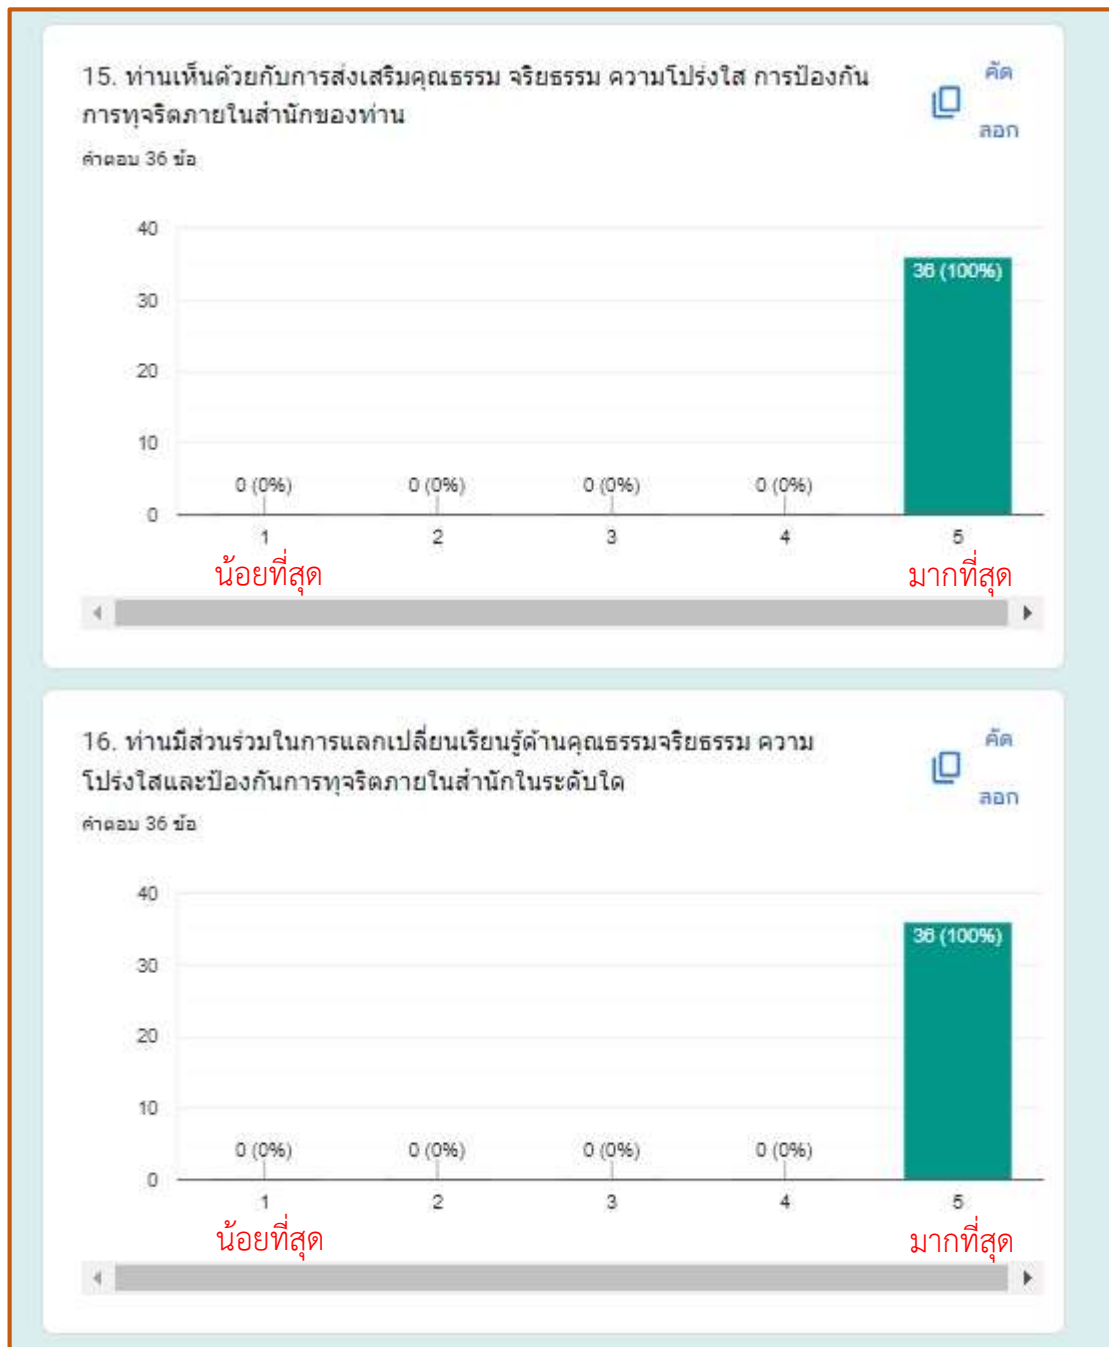 15. ท่านเห็นด้วยกับการส่งเสริมคุณธรรม จริยธรรม ความโปร่งใส การป้องกัน
การทุจริตภายในสำนักของท่าน
คัด
ลอก
คำตอบ 36 ข้อ
40
36 (100%)
30
20
10
0 (0%) 0 (0%) 0 (0%) 0 (0%)
0
1 2 3 4 5
น้อยที่สุด มากที่สุด
16. ท่านมีส่วนร่วมในการแลกเปลี่ยนเรียนรู้ด้านคุณธรรมจริยธรรม ความ
โปร่งใสและป้องกันการทุจริตภายในสำนักในระดับใด
คัด
ลอก
คำตอบ 36 ข้อ
40
36 (100%)
30
20
10
0 (0%) 0 (0%) 0 (0%) 0 (0%)
0
1 2 3 4 5
น้อยที่สุด มากที่สุด